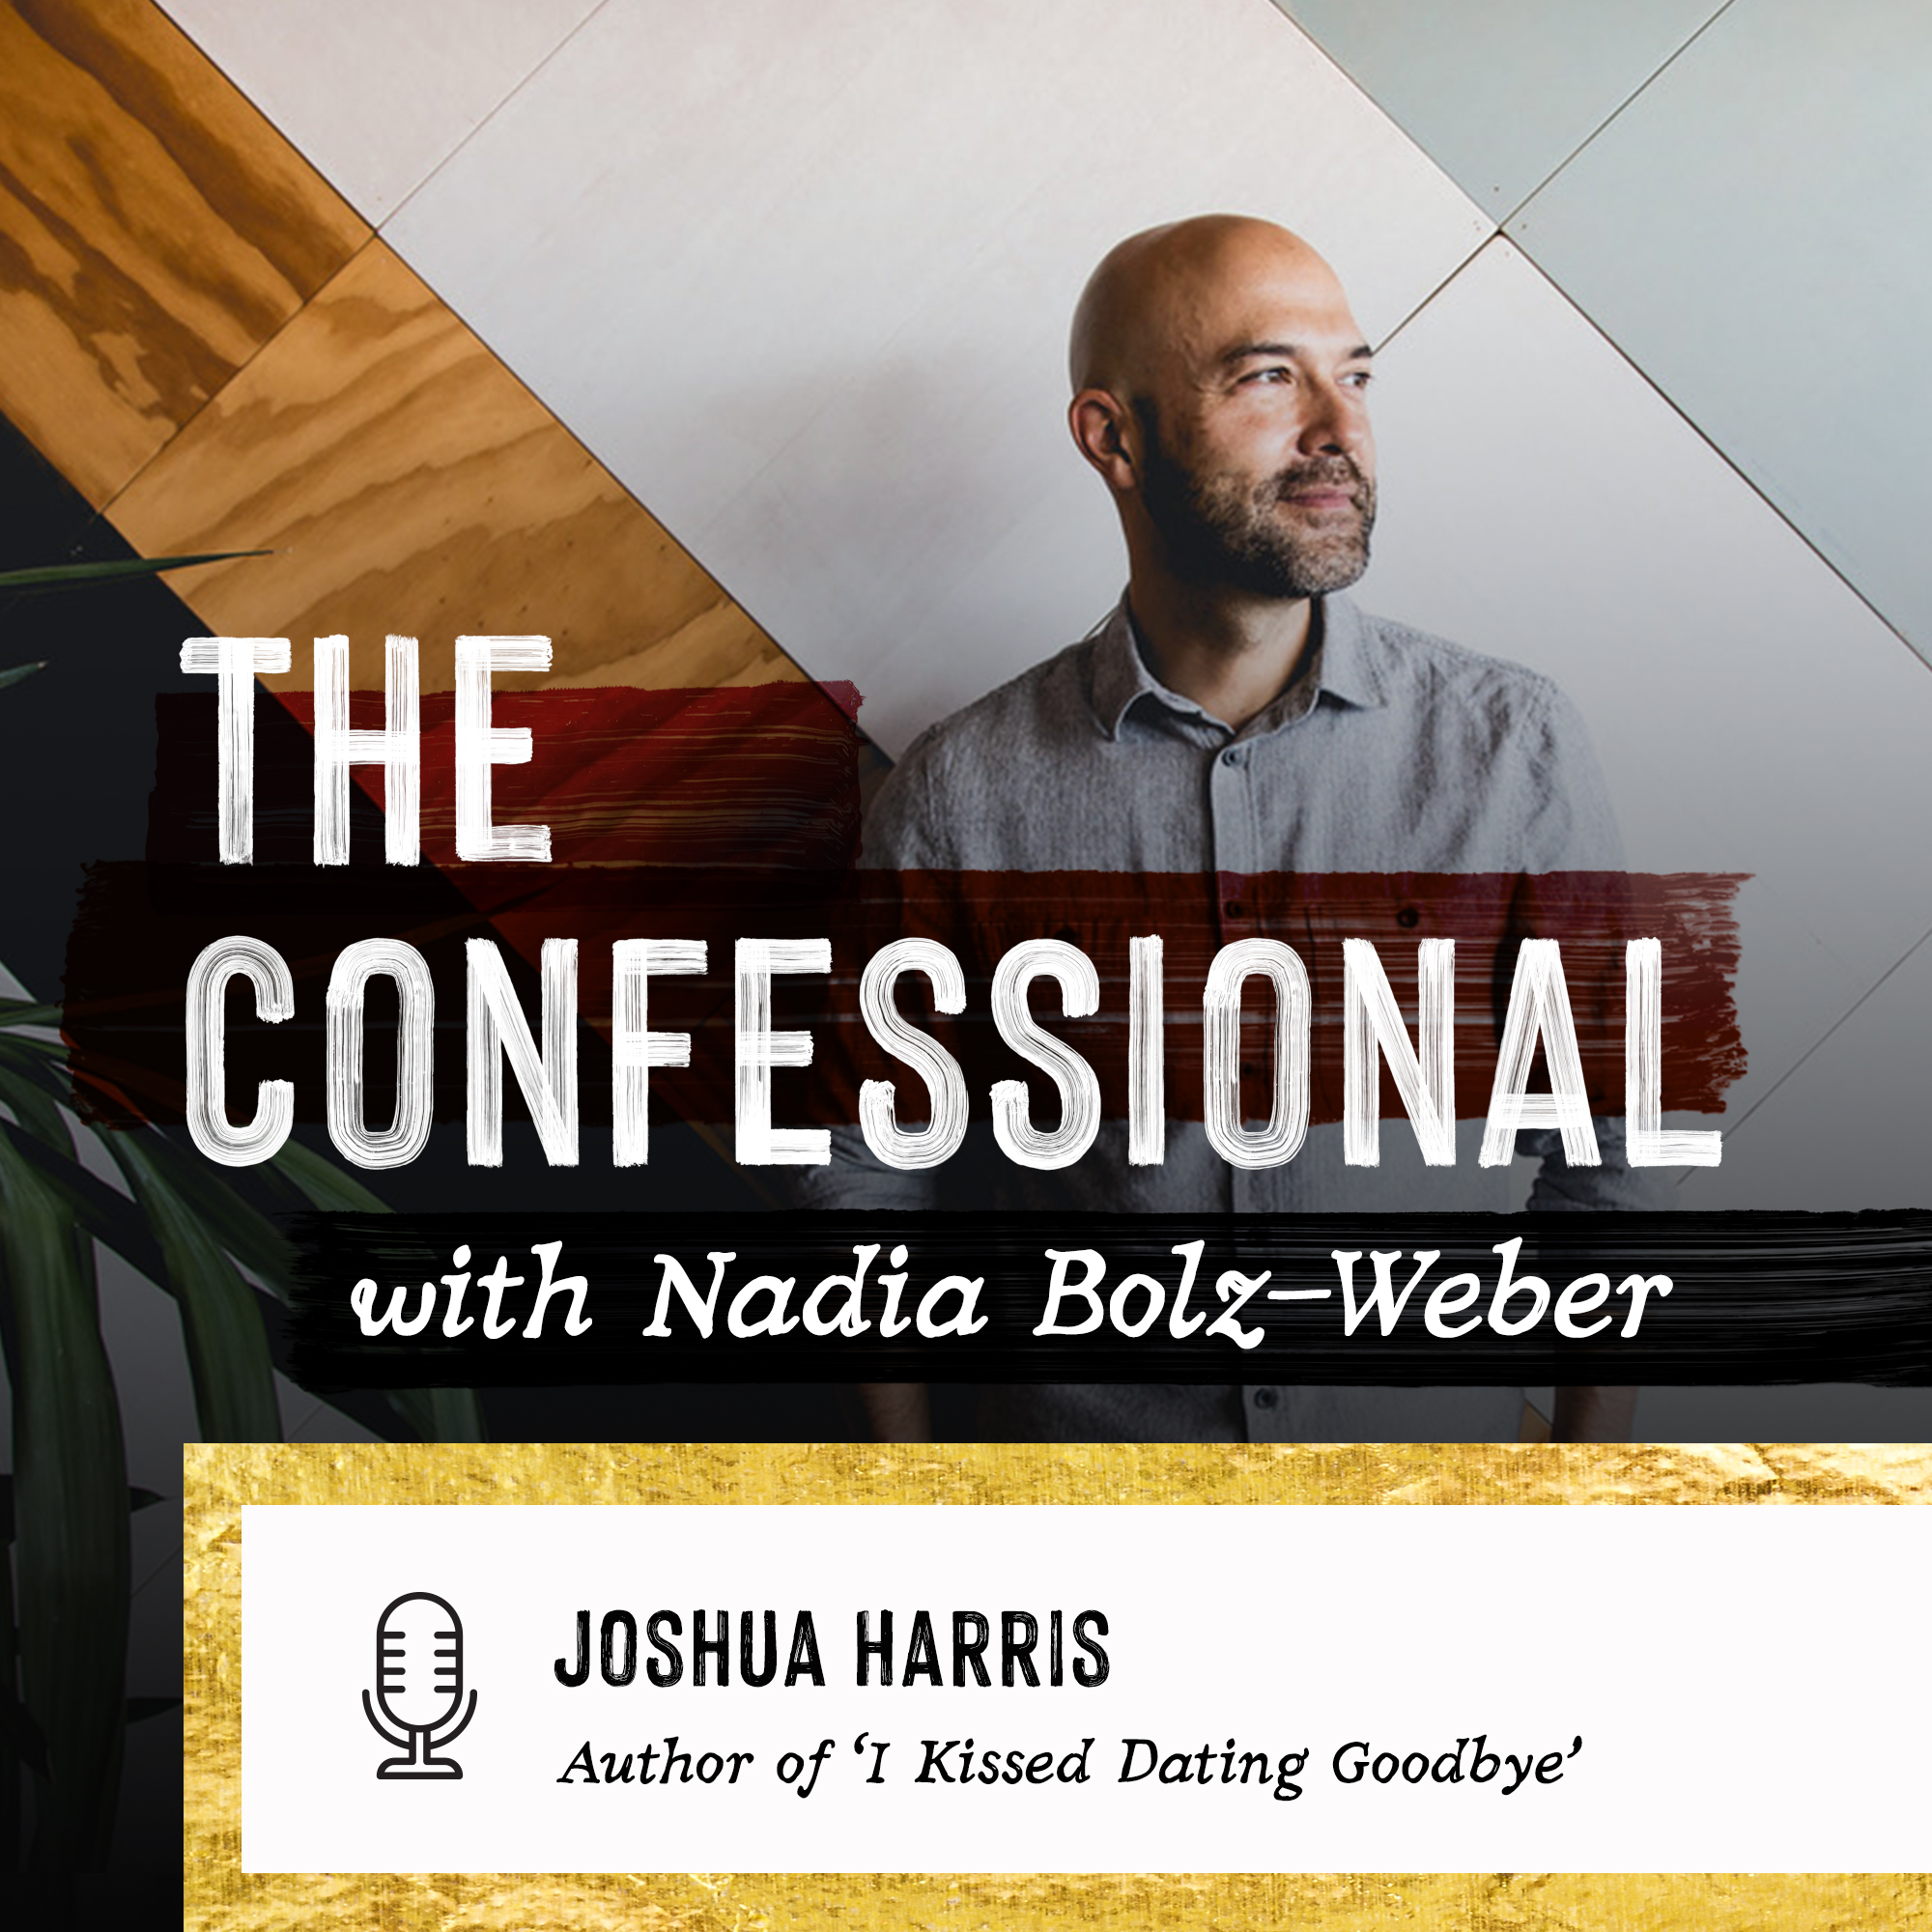 THE
CONFESSIONAL
with Nadia Bolz-Weber
JOSHUA HARRIS
Author of ‘I Kissed Dating Goodbye’